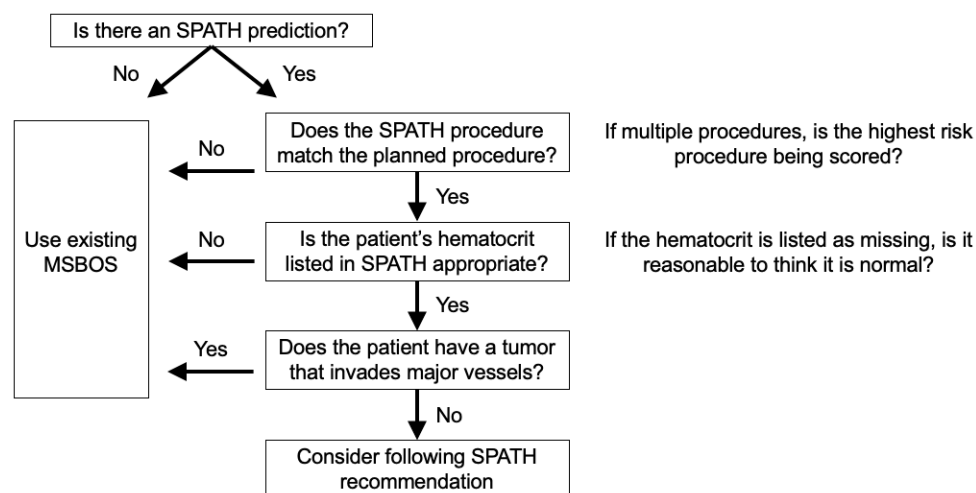 Is there an SPATH prediction?
No
Yes
Does the SPATH procedure
match the planned procedure?
If multiple procedures, is the highest risk
procedure being scored?
No
Yes
Use existing
MSBOS
No
Is the patient's hematocrit
listed in SPATH appropriate?
If the hematocrit is listed as missing, is it
reasonable to think it is normal?
Yes
Yes
Does the patient have a tumor
that invades major vessels?
No
Consider following SPATH
recommendation